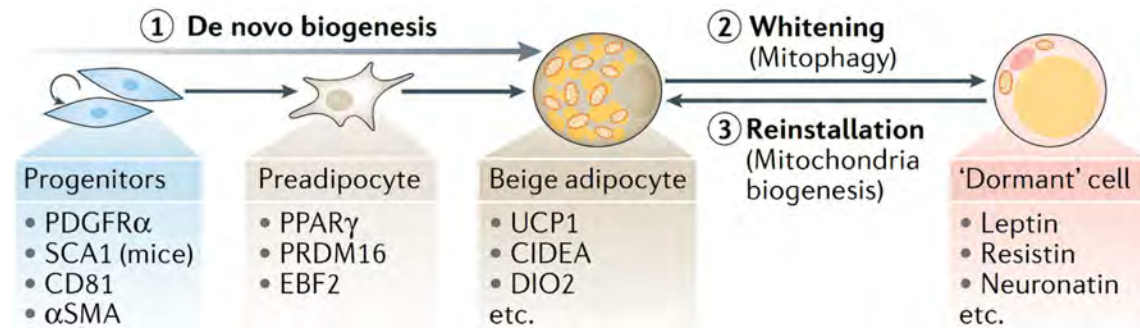 ① De novo biogenesis
② Whitening
(Mitophagy)
③ Reinstallation
(Mitochondria
biogenesis)
Progenitors
• PDGFRα
• SCA1 (mice)
• CD81
• αSMA
Preadipocyte
• PPARγ
• PRDM16
• EBF2
Beige adipocyte
• UCP1
• CIDEA
• DIO2
etc.
‘Dormant’ cell
• Leptin
• Resistin
• Neuronatin
etc.